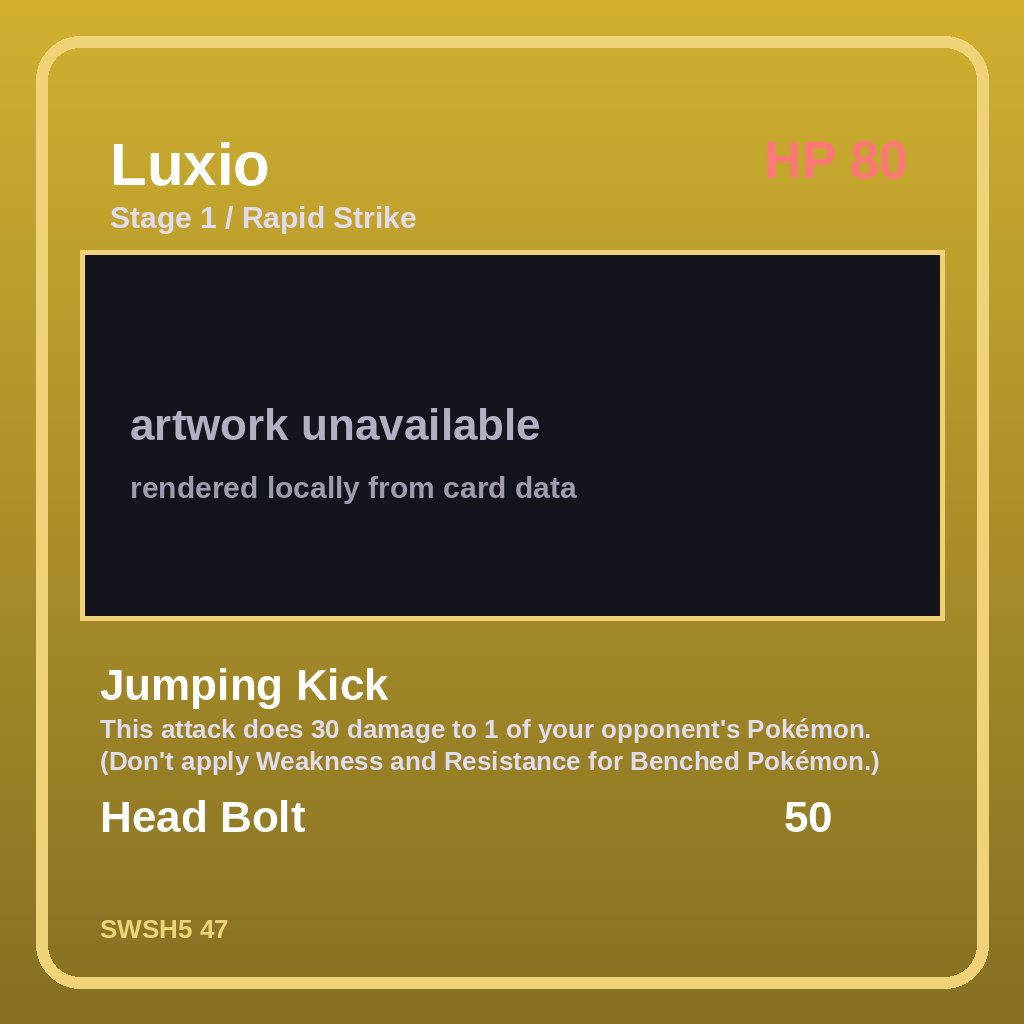 Luxio
HP 80
Stage 1 / Rapid Strike
artwork unavailable
rendered locally from card data
Jumping Kick
This attack does 30 damage to 1 of your opponent's Pokémon.
(Don't apply Weakness and Resistance for Benched Pokémon.)
Head Bolt 50
SWSH5 47